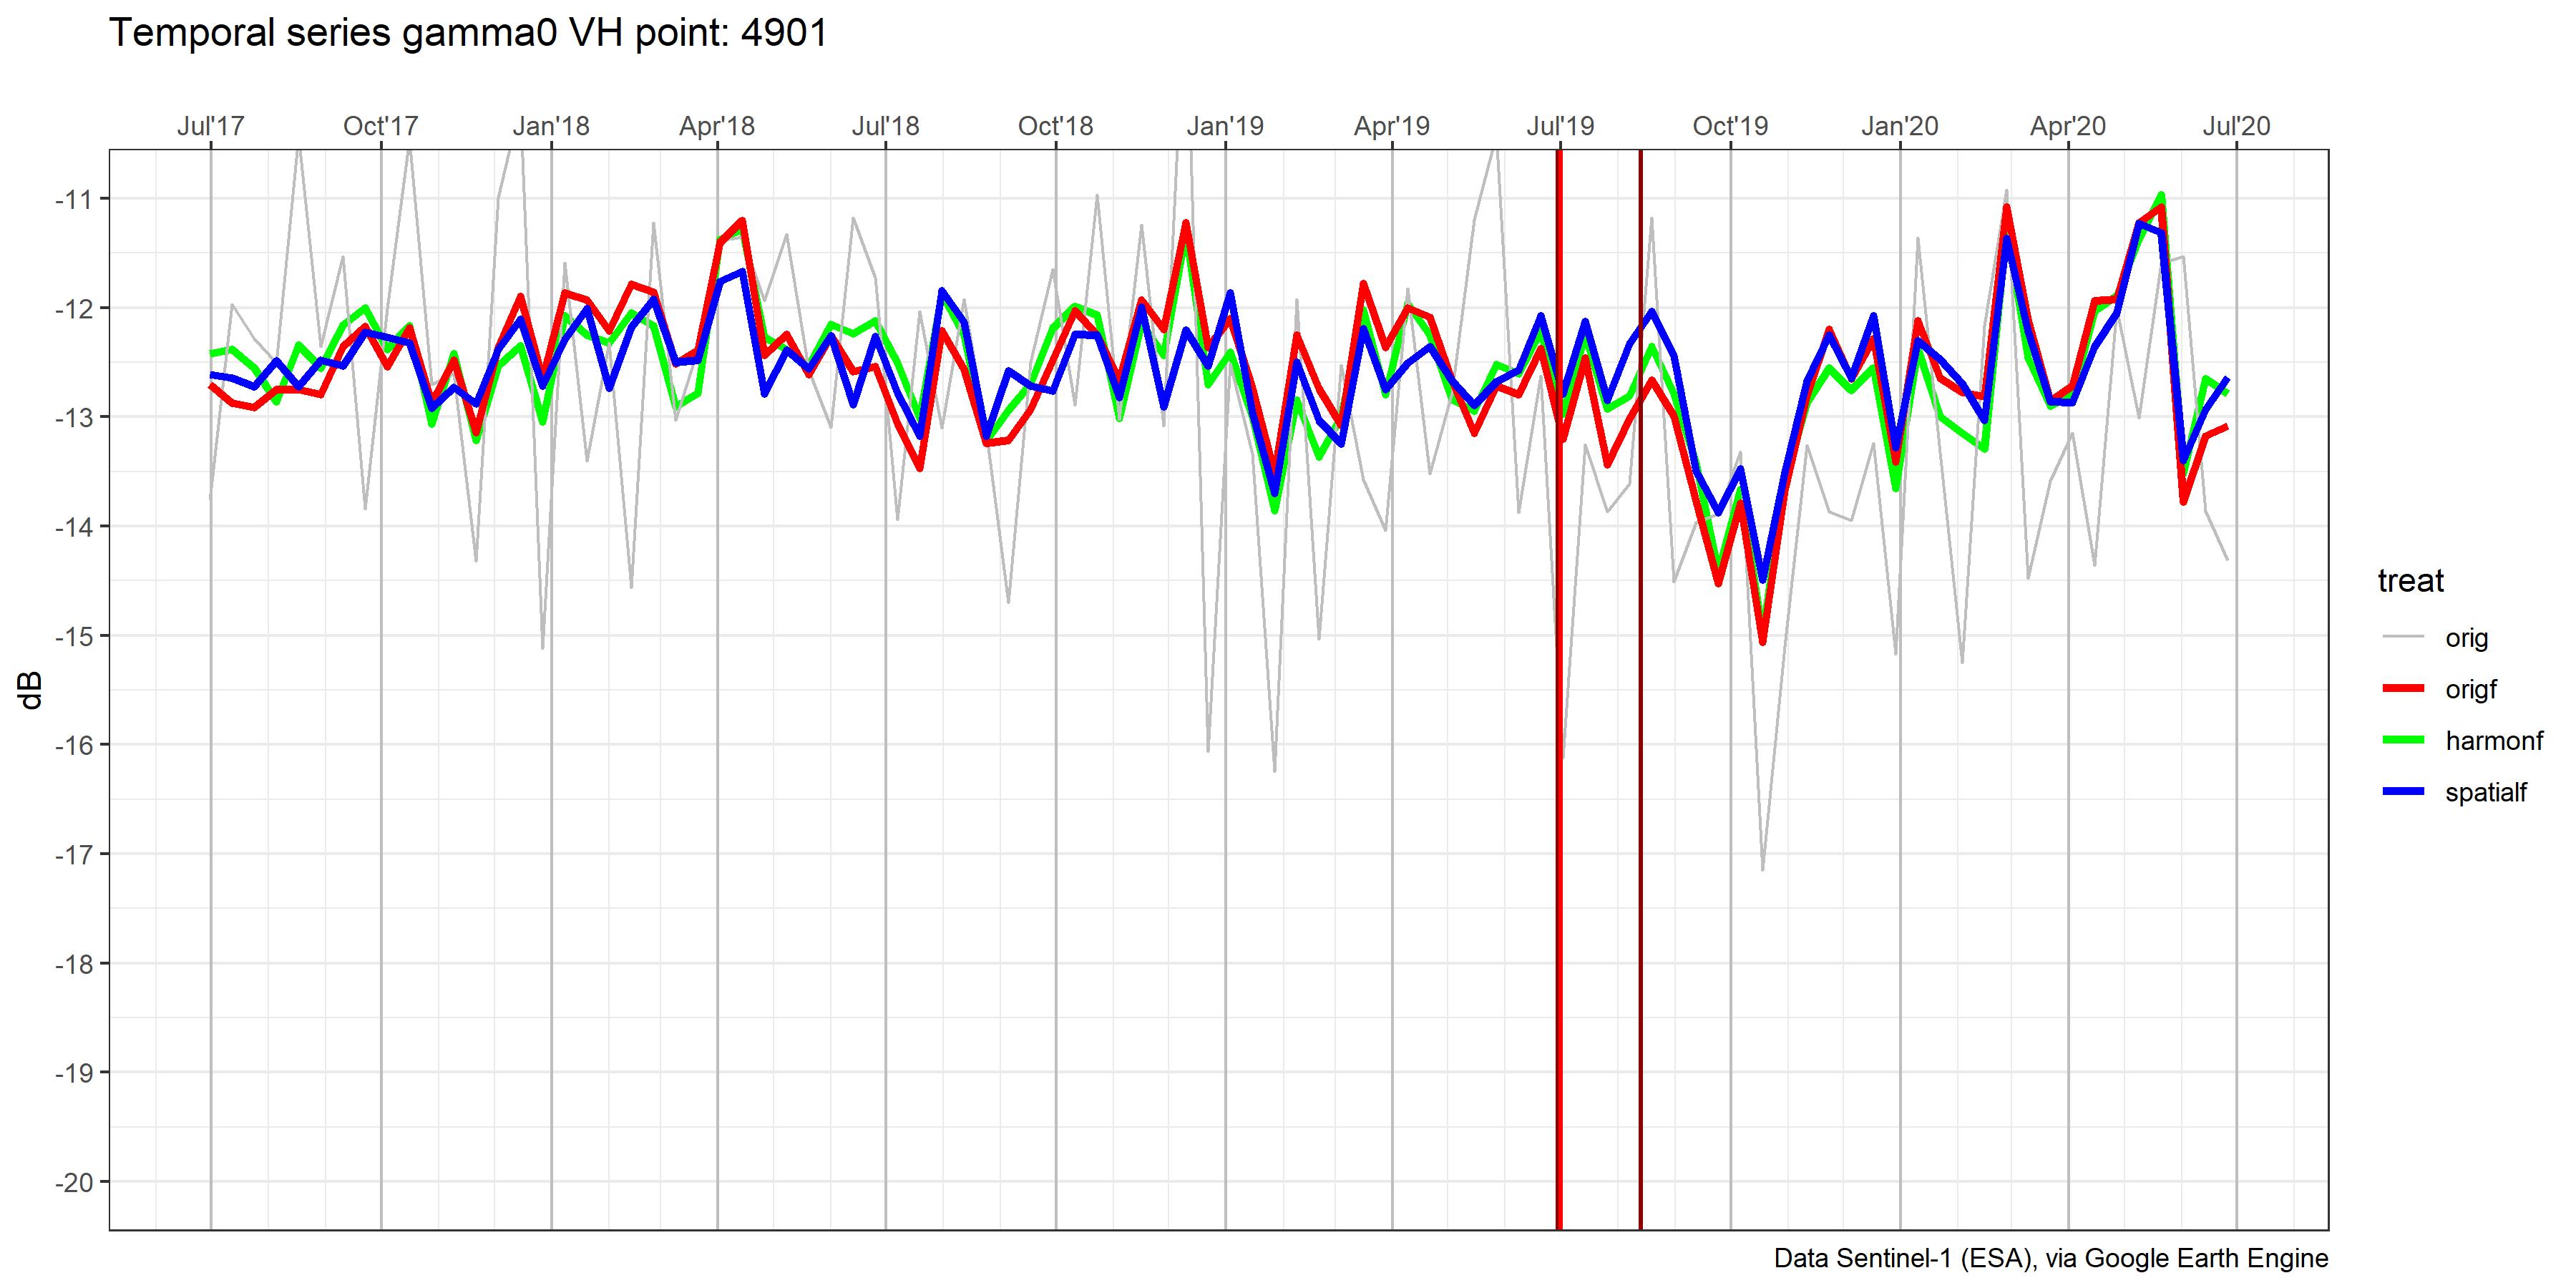 Temporal series gamma0 VH point: 4901
Jul'17 Oct'17 Jan'18 Apr'18 Jul'18 Oct'18 Jan'19 Apr'19 Jul'19 Oct'19 Jan'20 Apr'20 Jul'20
-11
-12
-13
-14
-15
-16
-17
-18
-19
-20
dB
treat
orig
origf
harmonf
spatialf
Data Sentinel-1 (ESA), via Google Earth Engine